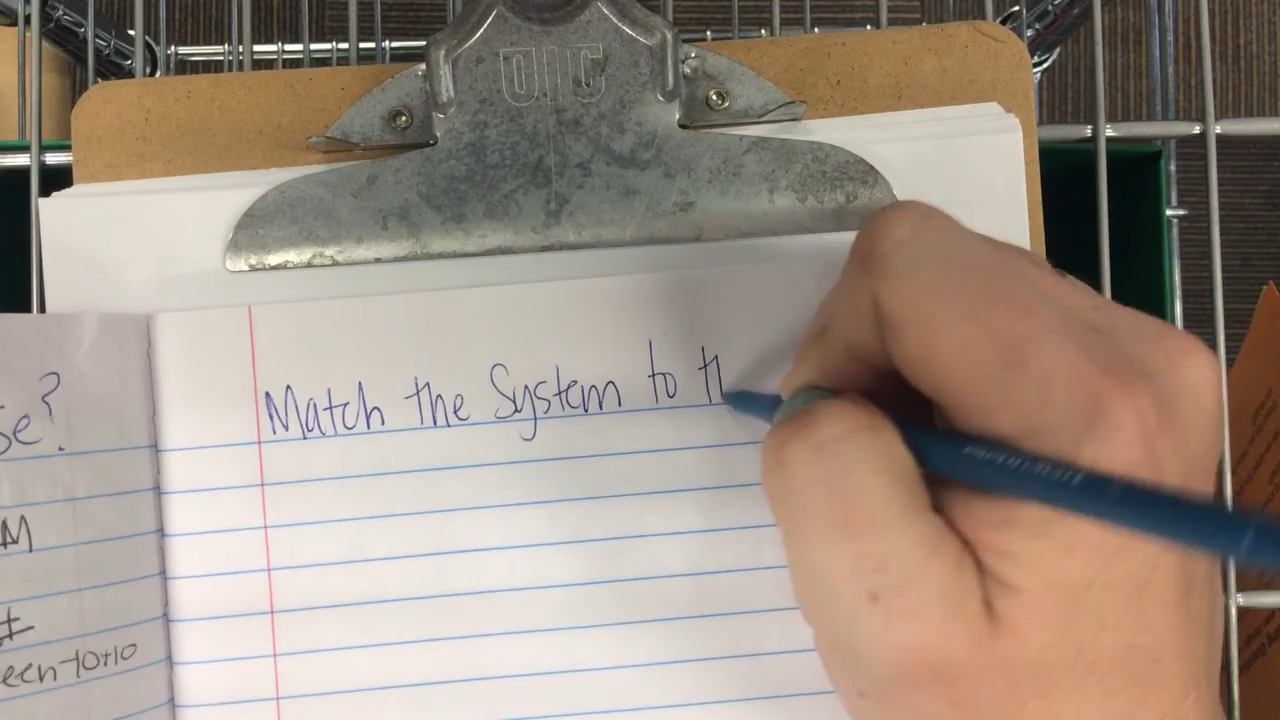 Match the System to th
se?
M
een -10+10